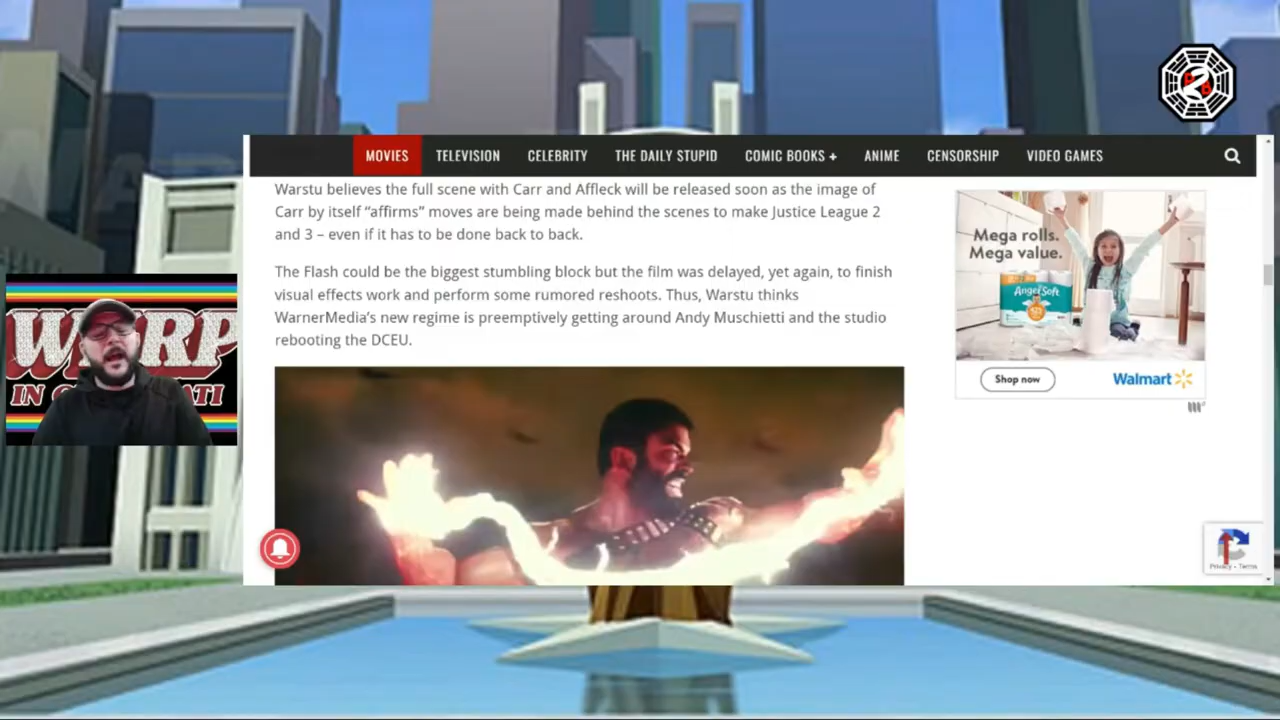 MOVIES TELEVISION CELEBRITY THE DAILY STUPID COMIC BOOKS + ANIME CENSORSHIP VIDEO GAMES
Warstu believes the full scene with Carr and Affleck will be released soon as the image of
Carr by itself “affirms” moves are being made behind the scenes to make Justice League 2
and 3 – even if it has to be done back to back.
The Flash could be the biggest stumbling block but the film was delayed, yet again, to finish
visual effects work and perform some rumored reshoots. Thus, Warstu thinks
WarnerMedia’s new regime is preemptively getting around Andy Muschietti and the studio
rebooting the DCEU.
Mega rolls.
Mega value.
Angel Soft
Shop now
Walmart
Privacy - Terms
IN